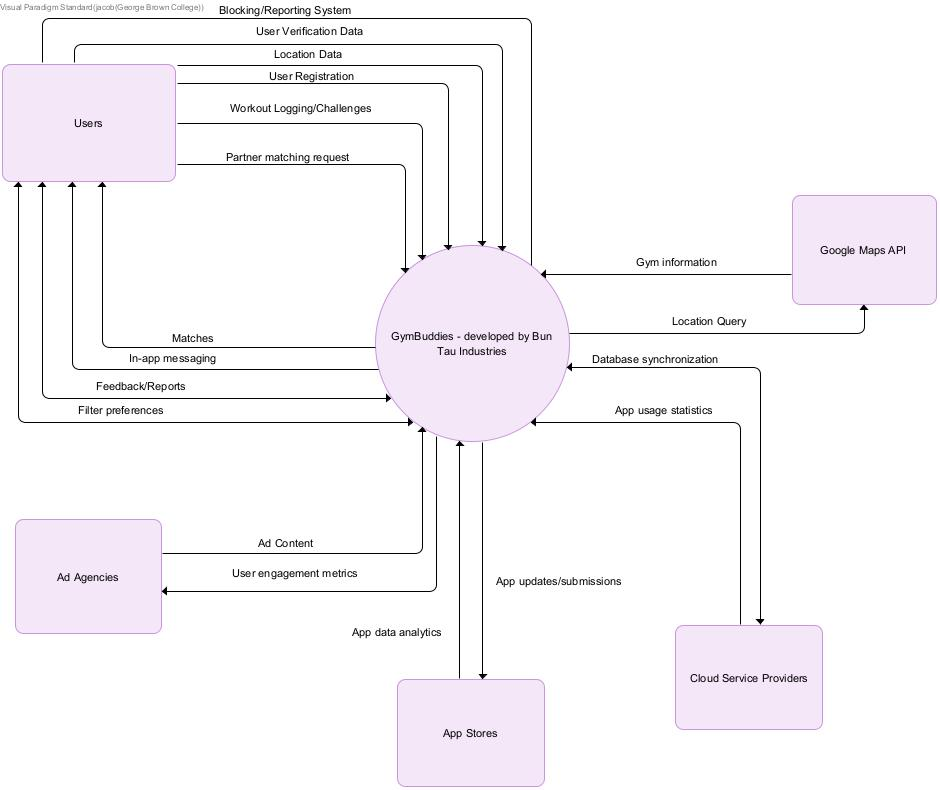 Visual Paradigm Standard(jacob(George Brown College))
Blocking/Reporting System
User Verification Data
Location Data
User Registration
Workout Logging/Challenges
Users
Partner matching request
Google Maps API
Gym information
Location Query
GymBuddies - developed by Bun
Tau Industries
Matches
In-app messaging
Database synchronization
Feedback/Reports
Filter preferences
App usage statistics
Ad Content
Ad Agencies
User engagement metrics
App updates/submissions
App data analytics
Cloud Service Providers
App Stores